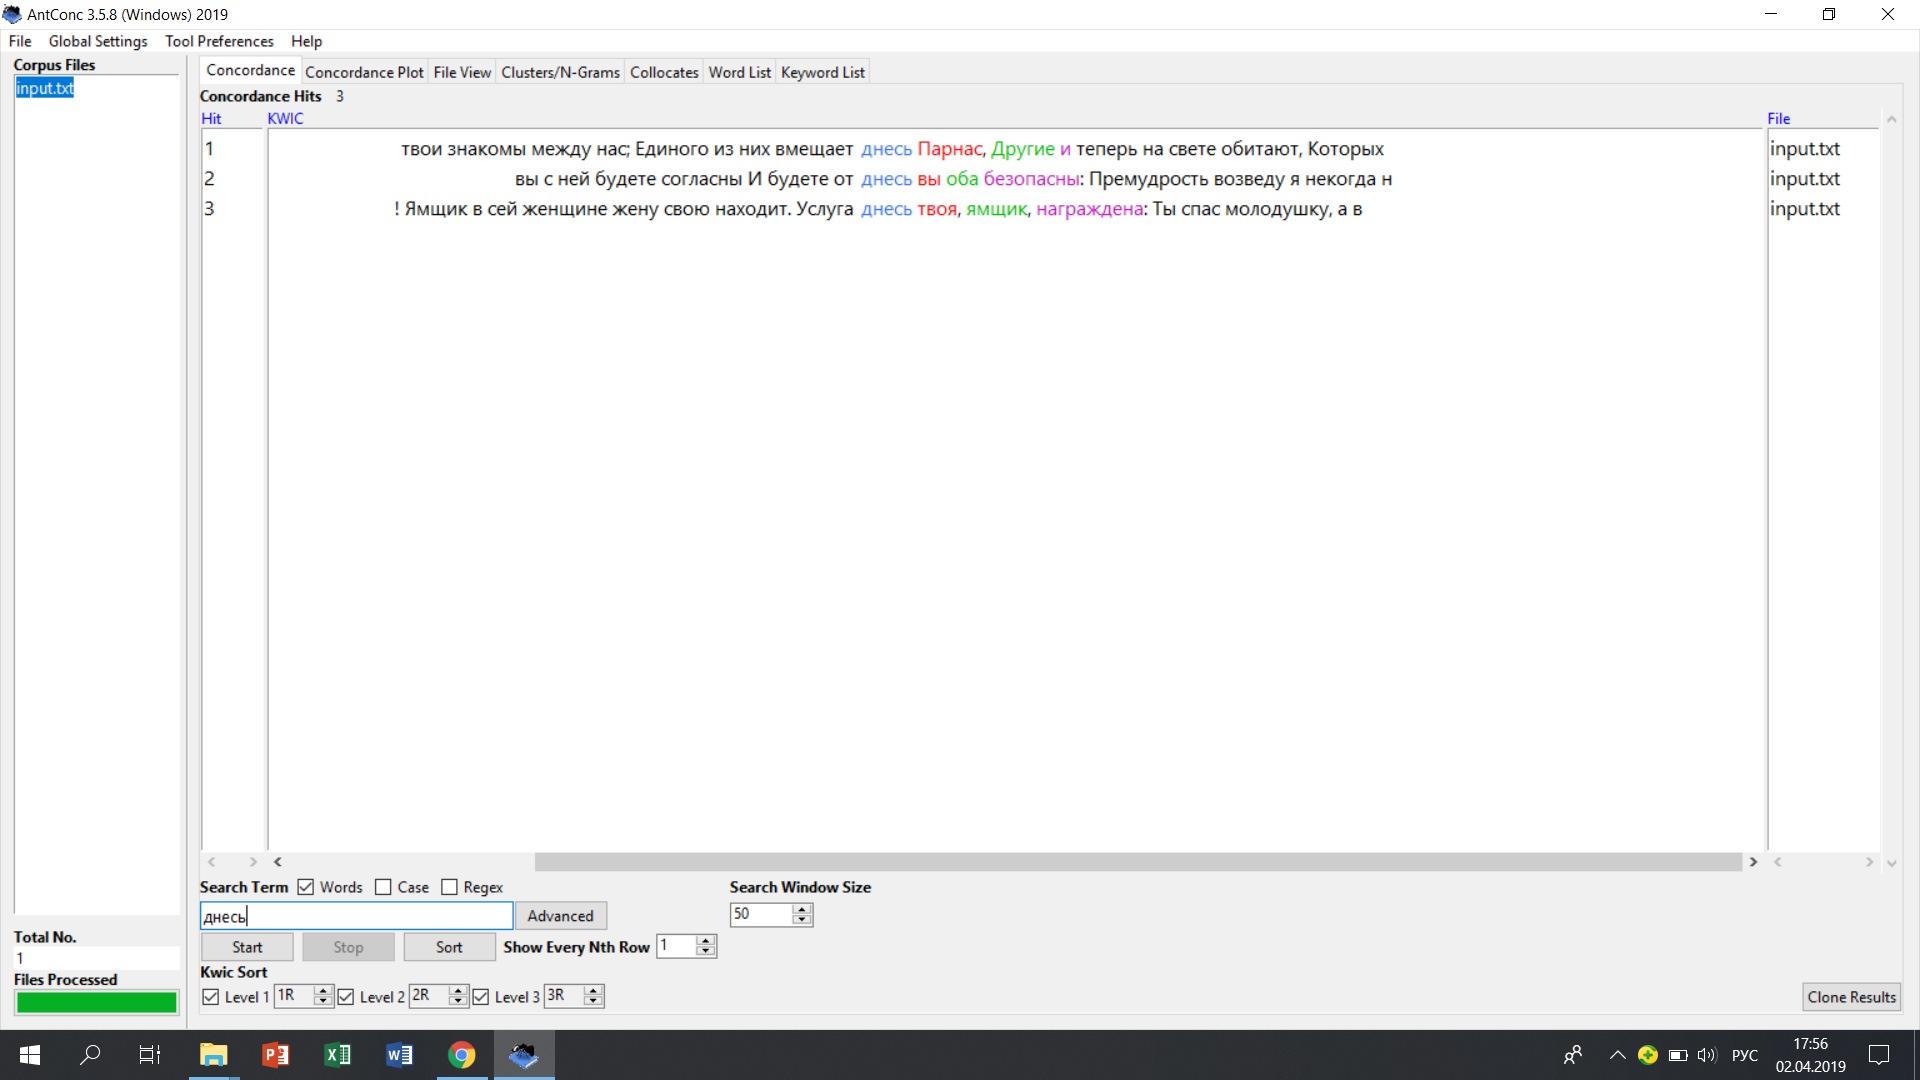 AntConc 3.5.8 (Windows) 2019
File Global Settings Tool Preferences Help
Corpus Files
input.txt
Concordance Concordance Plot File View Clusters/N-Grams Collocates Word List Keyword List
Concordance Hits 3
Hit KWIC File
1 твои знакомы между нас; Единого из них вмещает днесь Парнас, Другие и теперь на свете обитают, Которых input.txt
2 вы с ней будете согласны И будете от днесь вы оба безопасны: Премудрость возведу я некогда н input.txt
3 ! Ямщик в сей женщине жену свою находит. Услуга днесь твоя, ямщик, награждена: Ты спас молодушку, а в input.txt
Search Term Words Case Regex Search Window Size
днесь Advanced 50
Start Stop Sort Show Every Nth Row 1
Kwic Sort
Level 1 1R Level 2 2R Level 3 3R Clone Results
Total No.
1
Files Processed
РУС 17:56
02.04.2019